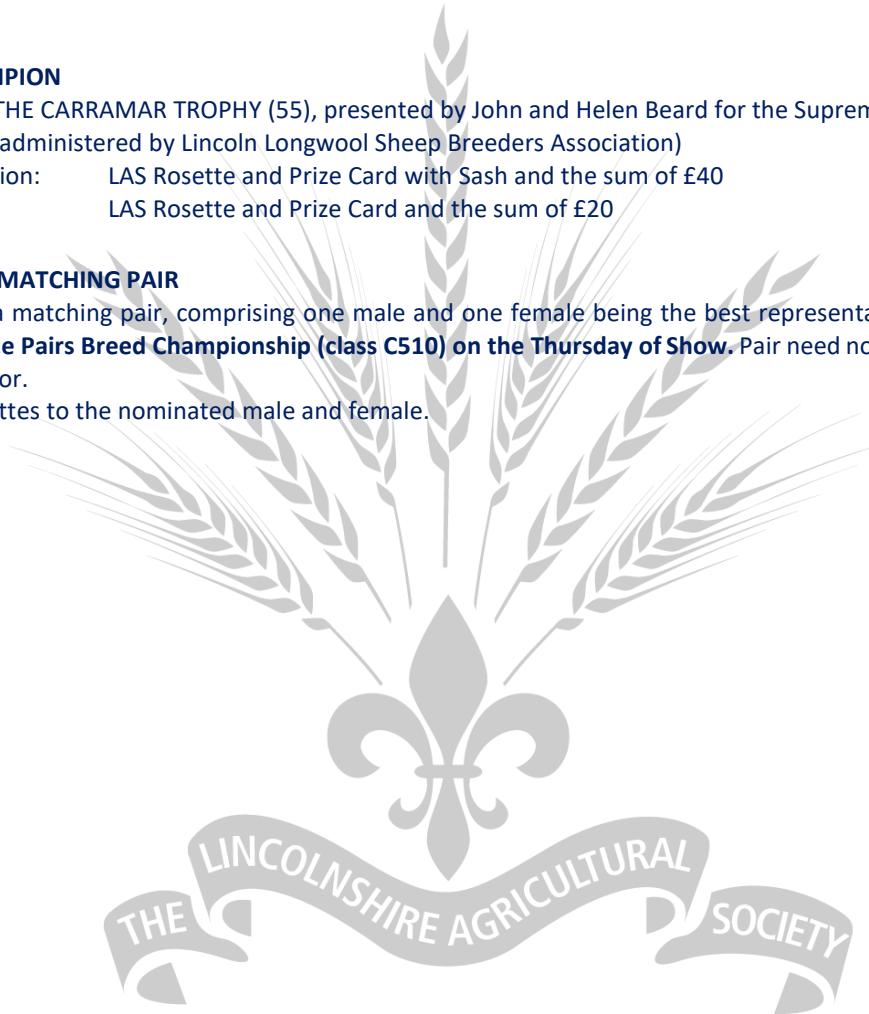 MPION
THE CARRAMAR TROPHY (55), presented by John and Helen Beard for the Suprem
administered by Lincoln Longwool Sheep Breeders Association)
ion: LAS Rosette and Prize Card with Sash and the sum of £40
LAS Rosette and Prize Card and the sum of £20
MATCHING PAIR
a matching pair, comprising one male and one female being the best representa
e Pairs Breed Championship (class C510) on the Thursday of Show. Pair need no
or.
ttes to the nominated male and female.
THE LINCOLNSHIRE AGRICULTURAL SOCIETY